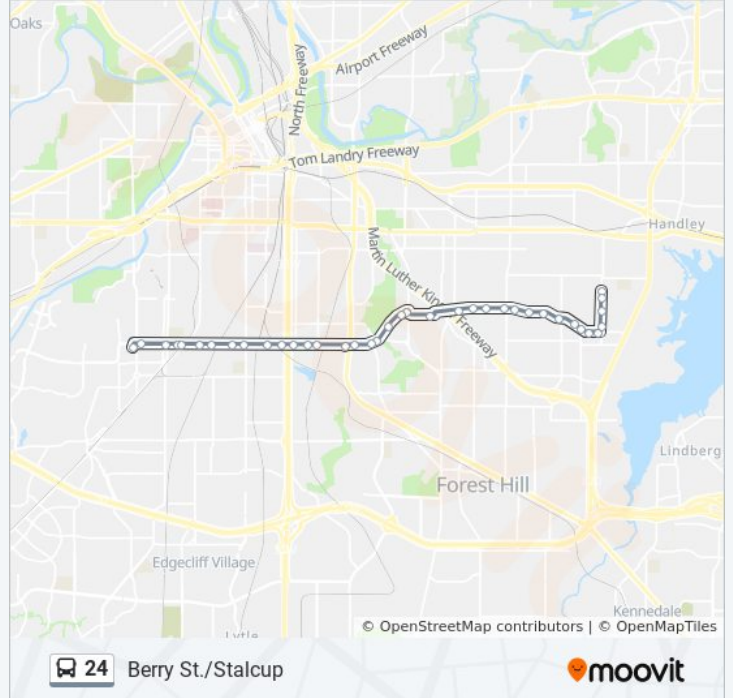 Oaks
Airport Freeway
North Freeway
Tom Landry Freeway
Handley
Martin Luther King Freeway
Lindberg
Forest Hill
Edgecliff Village
Kennedale
Lytle
© OpenStreetMap contributors | © OpenMapTiles
24 Berry St./Stalcup
moovit